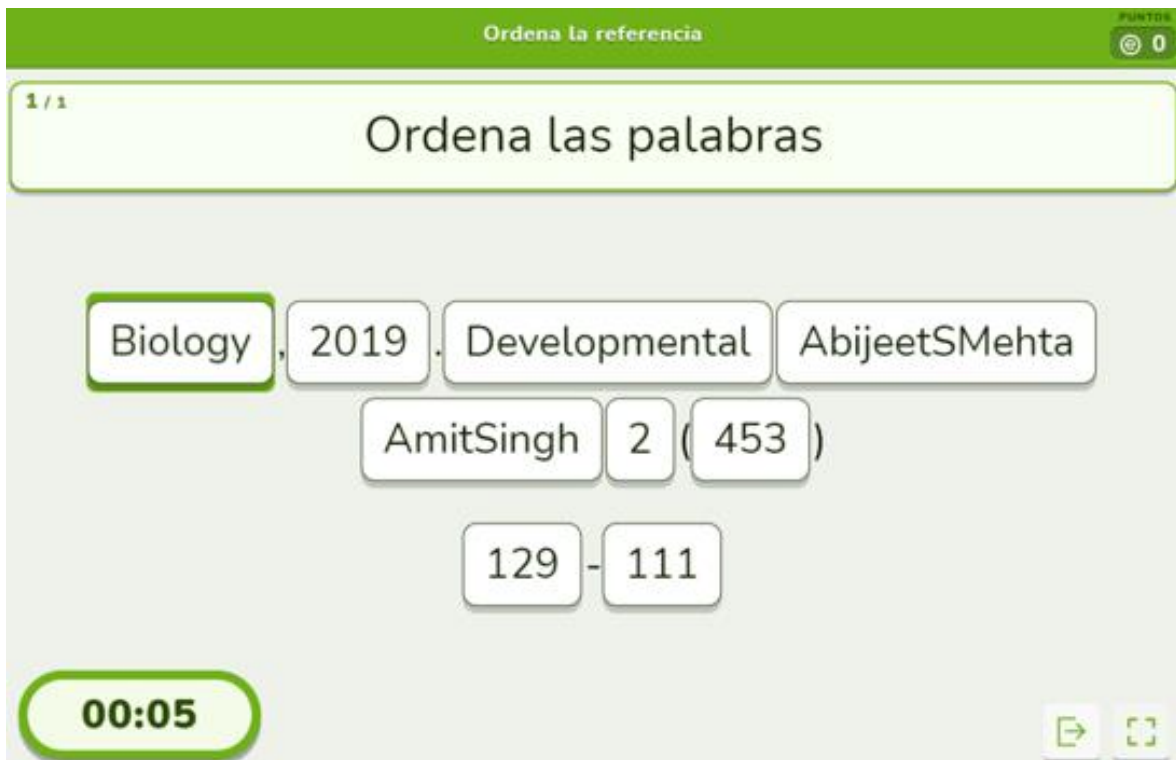 Ordena la referencia
PUNTOS
0
1 / 1
Ordena las palabras
Biology , 2019 . Developmental AbijeetSMehta
AmitSingh 2 ( 453 )
129 - 111
00:05